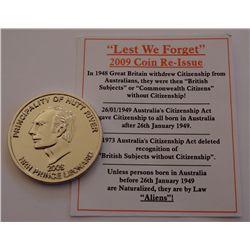 PRINCIPALITY OF HUTT RIVER
2009
HRH PRINCE LEONARD
"Lest We Forget"
2009 Coin Re-Issue
In 1948 Great Britain withdrew Citizenship from
Australians, they were then "British
Subjects" or "Commonwealth Citizens"
without Citizenship!
26/01/1949 Australia's Citizenship Act
gave Citizenship to all born in Australia
after 26th January 1949.
1973 Australia's Citizenship Act deleted
recognition of
"British Subjects without Citizenship".
Unless persons born in Australia
before 26th January 1949
are Naturalized, they are by Law
"Aliens"!